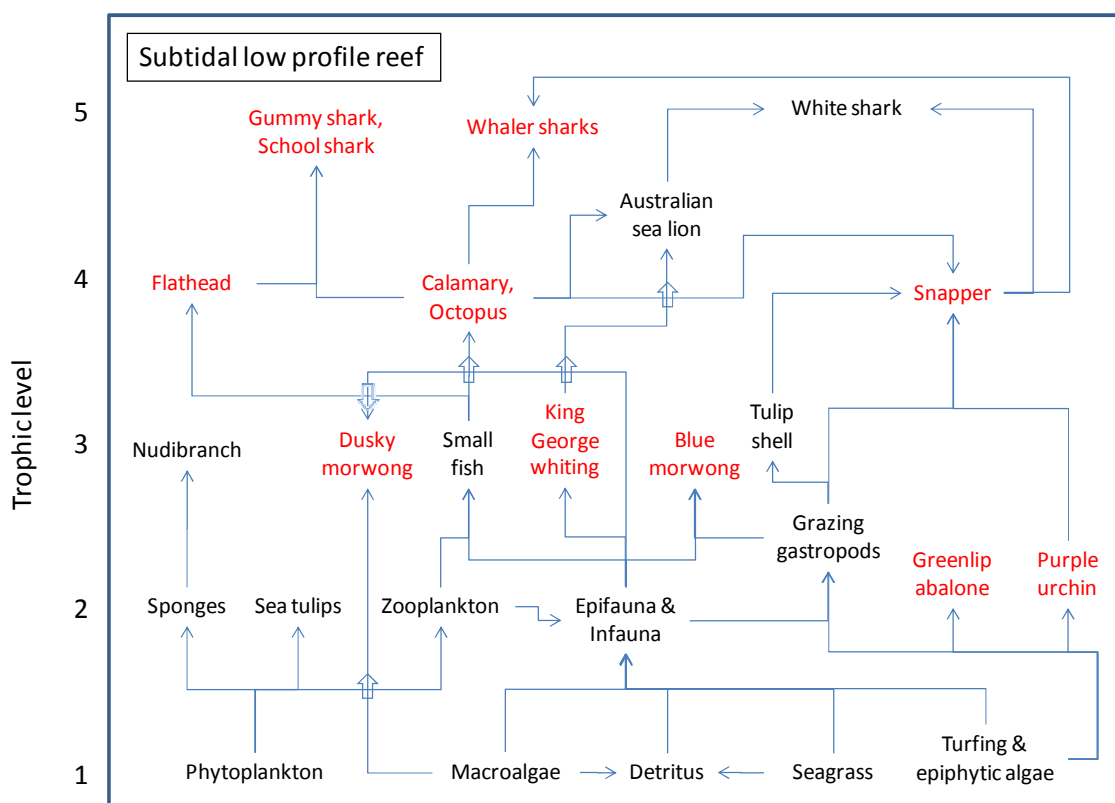 Subtidal low profile reef
5
Gummy shark,
School shark
Whaler sharks
White shark
Australian
sea lion
4
Flathead
Calamary,
Octopus
Snapper
Trophic level
3
Nudibranch
Dusky
morwong
Small
fish
King
George
whiting
Blue
morwong
Tulip
shell
Grazing
gastropods
Greenlip
abalone
Purple
urchin
2
Sponges
Sea tulips
Zooplankton
Epifauna &
Infauna
1
Phytoplankton
Macroalgae
Detritus
Seagrass
Turfing &
epiphytic algae